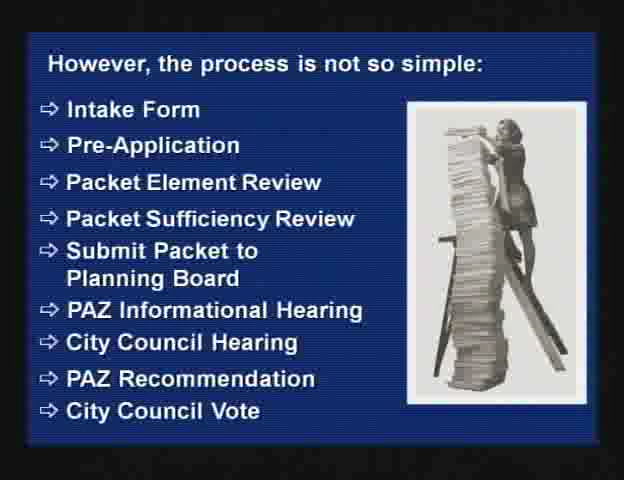 However, the process is not so simple:
⇨ Intake Form
⇨ Pre-Application
⇨ Packet Element Review
⇨ Packet Sufficiency Review
⇨ Submit Packet to
Planning Board
⇨ PAZ Informational Hearing
⇨ City Council Hearing
⇨ PAZ Recommendation
⇨ City Council Vote